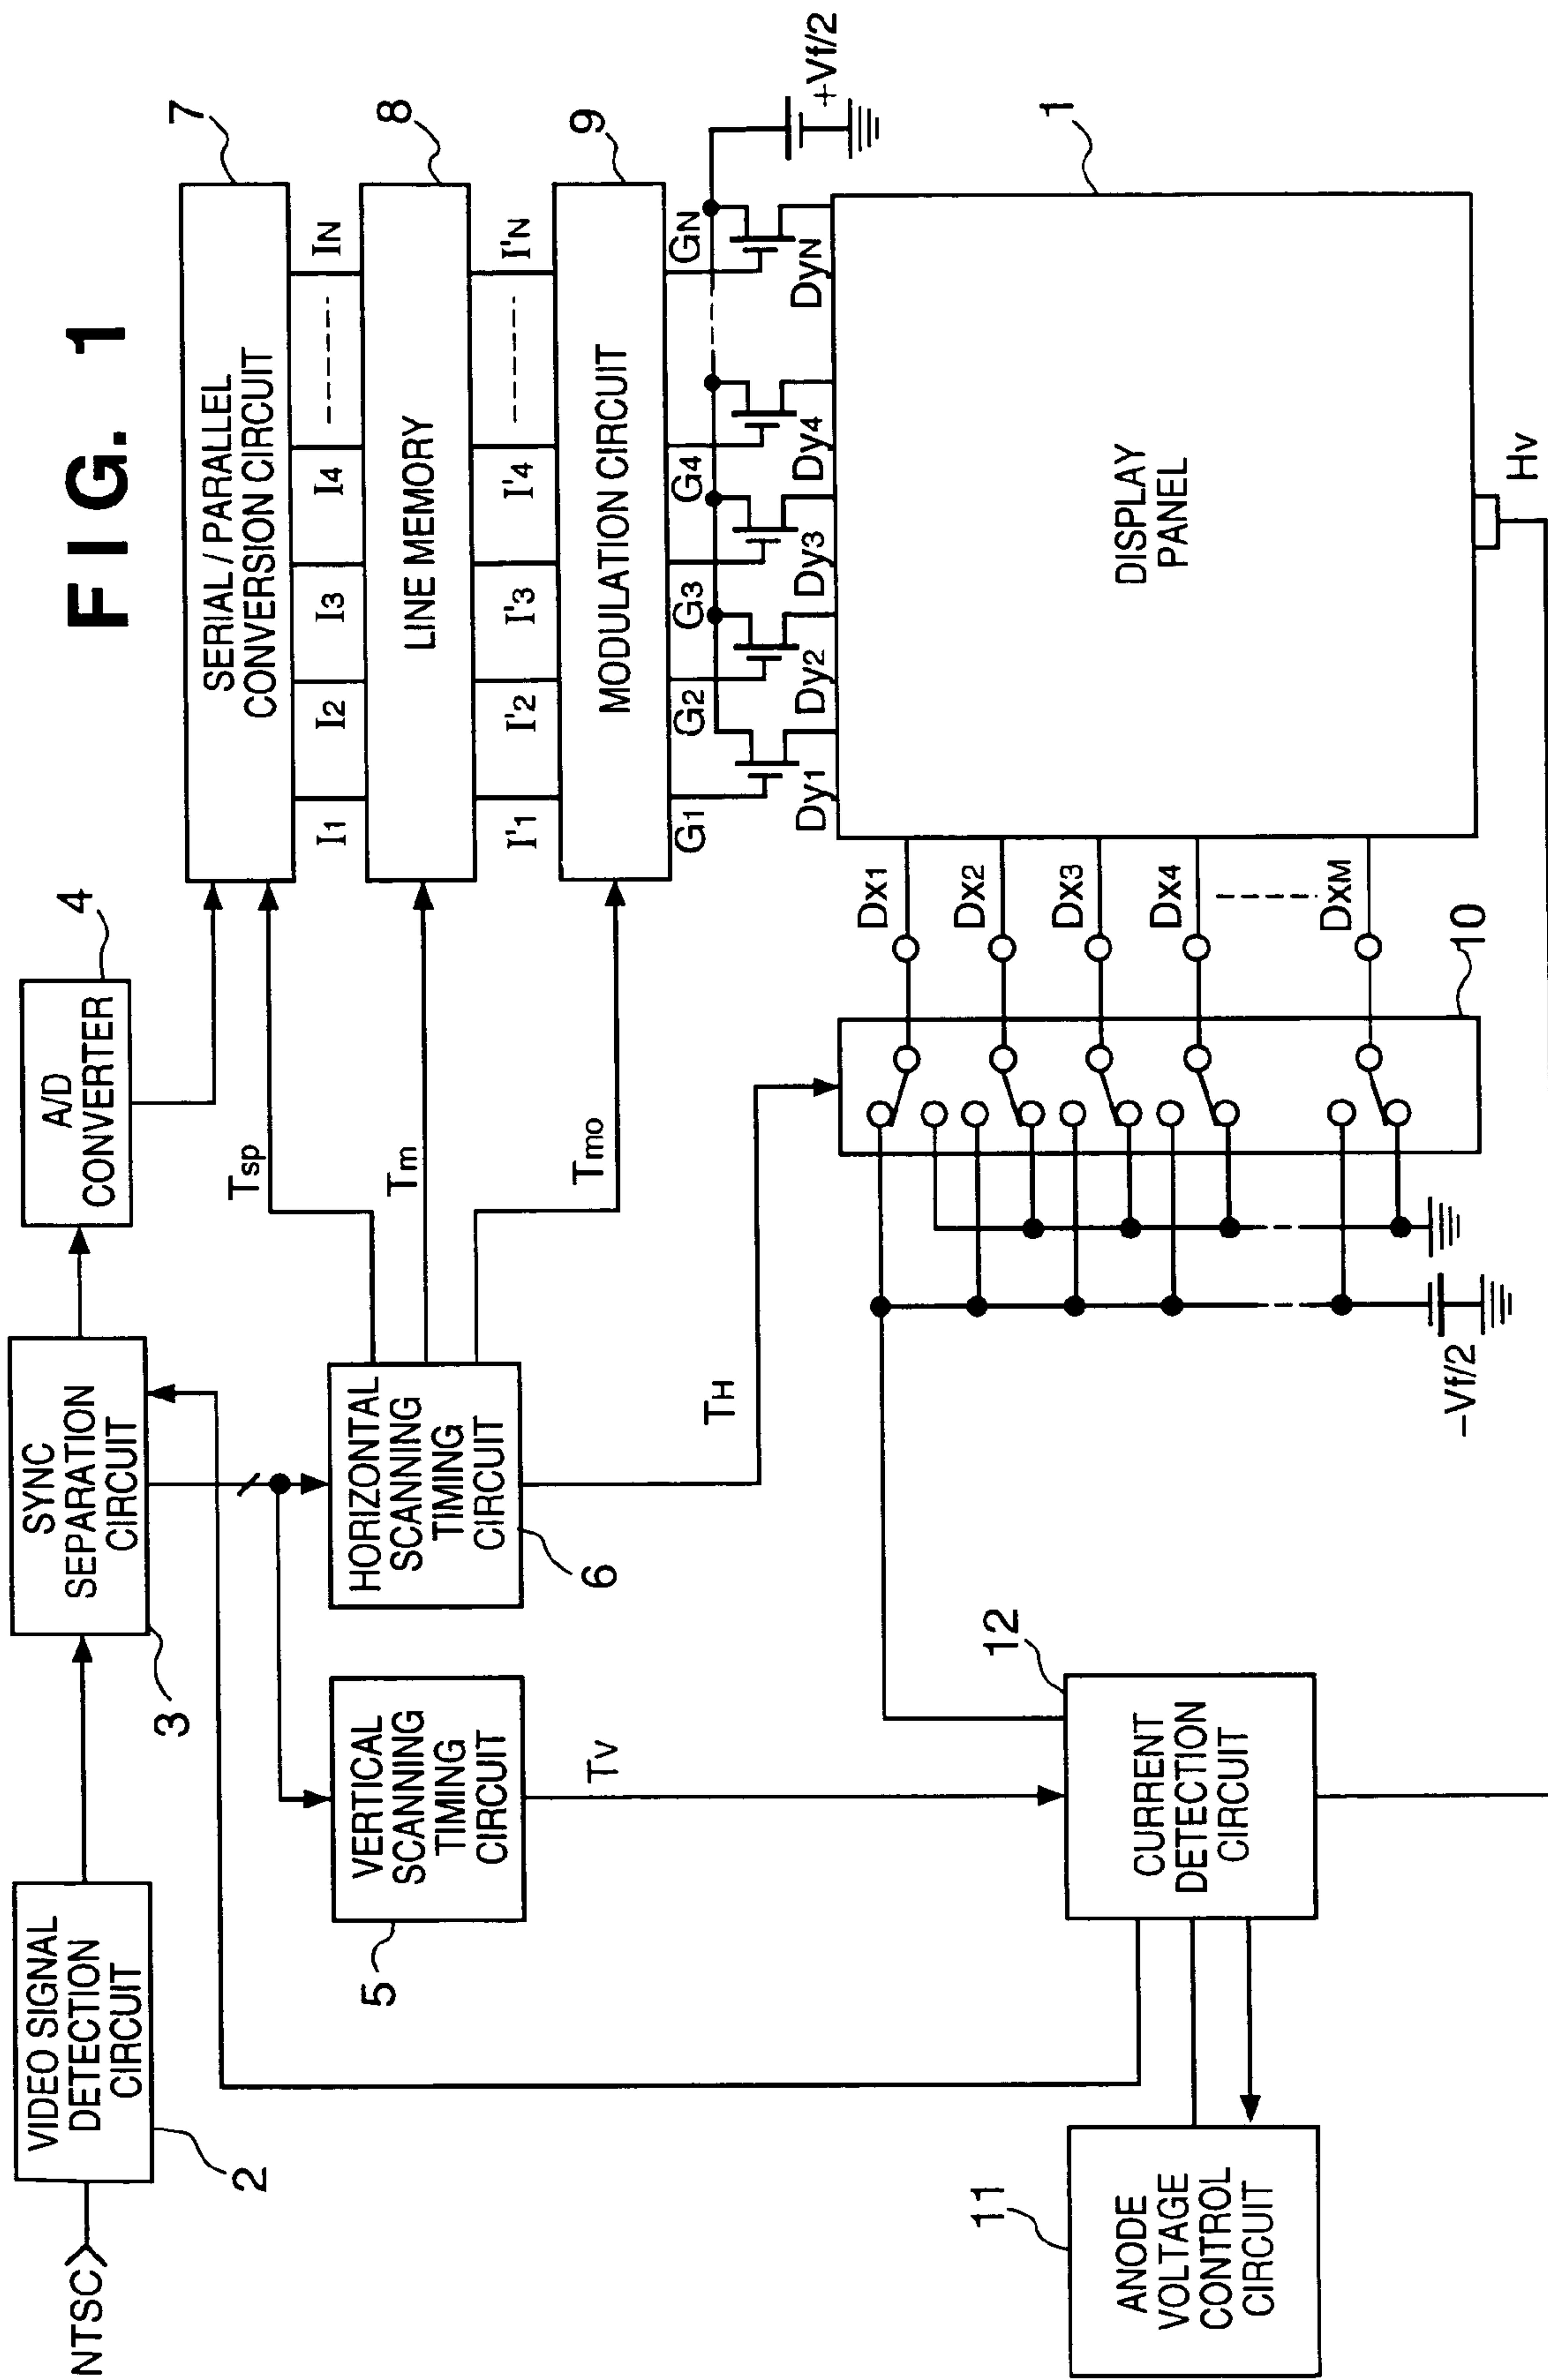 FIG. 1
NTSC
VIDEO SIGNAL
DETECTION
CIRCUIT
2
SYNC
SEPARATION
CIRCUIT
3
A/D
CONVERTER
4
VERTICAL
SCANNING
TIMING
CIRCUIT
5
HORIZONTAL
SCANNING
TIMING
CIRCUIT
6
Tsp
Tm
Tmo
TH
TV
SERIAL/PARALLEL
CONVERSION CIRCUIT
7
I1 I2 I3 I4 IN
LINE MEMORY
8
I'1 I'2 I'3 I'4 I'N
MODULATION CIRCUIT
9
G1 G2 G3 G4 GN
+Vf/2
Dy1 Dy2 Dy3 Dy4 DyN
DISPLAY
PANEL
1
Dx1
Dx2
Dx3
Dx4
DxM
10
-Vf/2
Hv
CURRENT
DETECTION
CIRCUIT
12
ANODE
VOLTAGE
CONTROL
CIRCUIT
11